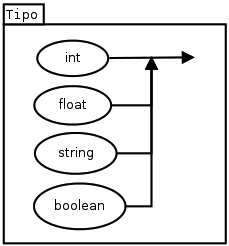 Tipo
int
float
string
boolean